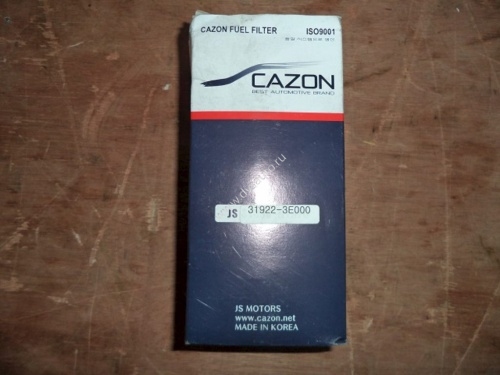 CAZON FUEL FILTER ISO9001
CAZON
BEST AUTOMOTIVE BRAND
JS 31922-3E000
JS MOTORS
www.cazon.net
MADE IN KOREA